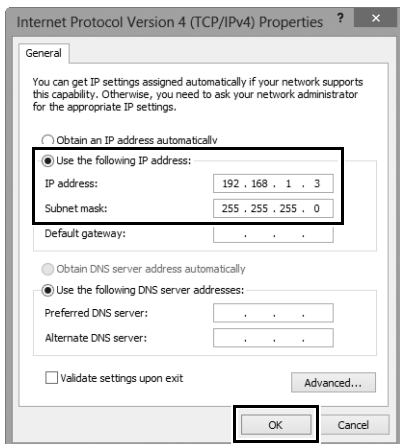 Internet Protocol Version 4 (TCP/IPv4) Properties ? ×
General
You can get IP settings assigned automatically if your network supports
this capability. Otherwise, you need to ask your network administrator
for the appropriate IP settings.
Obtain an IP address automatically
Use the following IP address:
IP address: 192 . 168 . 1 . 3
Subnet mask: 255 . 255 . 255 . 0
Default gateway: . . .
Obtain DNS server address automatically
Use the following DNS server addresses:
Preferred DNS server: . . .
Alternate DNS server: . . .
Validate settings upon exit
Advanced...
OK Cancel